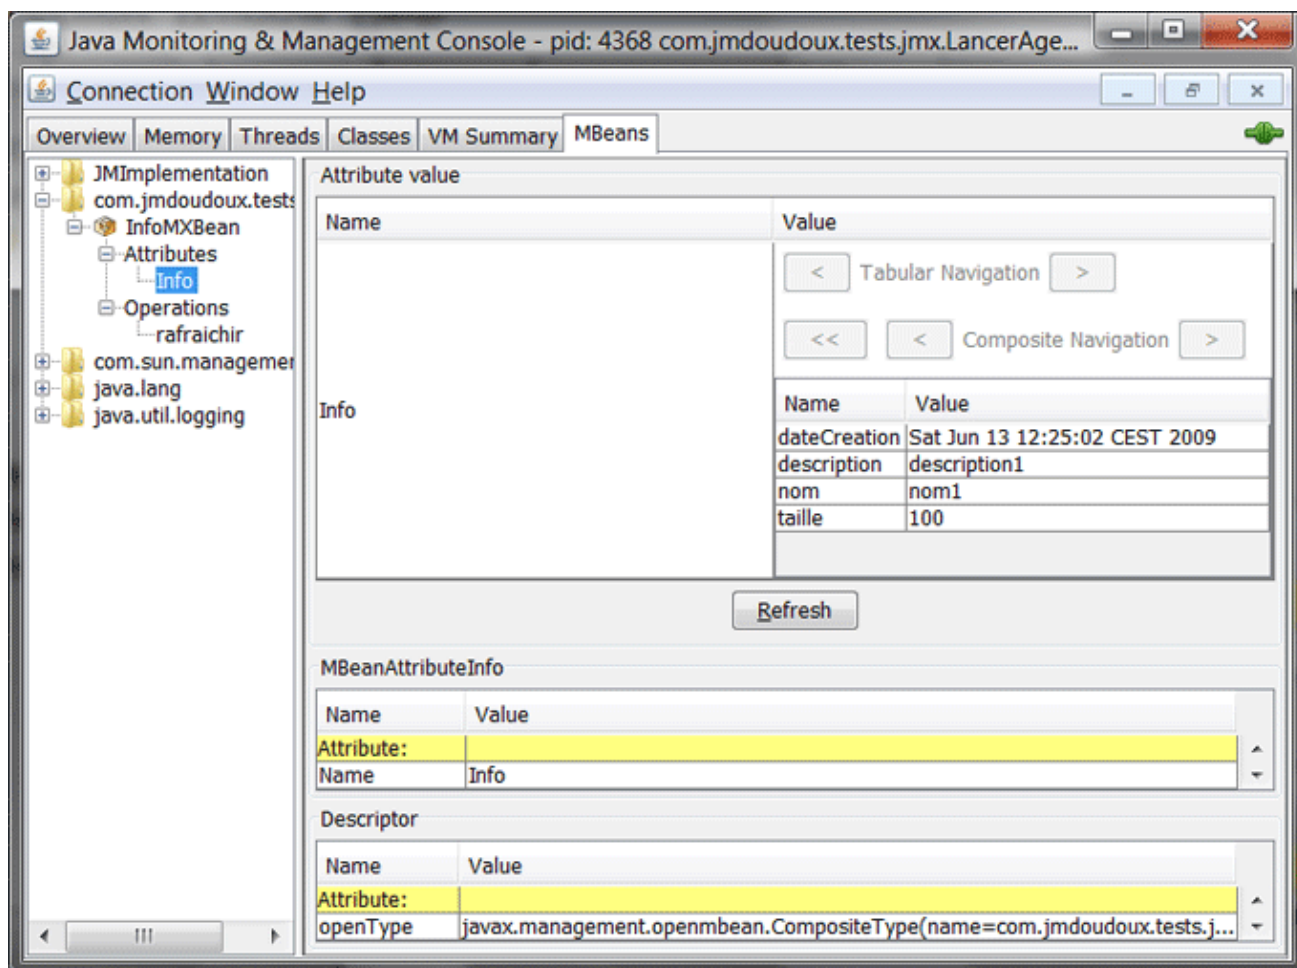 Java Monitoring & Management Console - pid: 4368 com.jmdoudoux.tests.jmx.LancerAge...
Connection Window Help
Overview Memory Threads Classes VM Summary MBeans
JMImplementation
com.jmdoudoux.tests
InfoMXBean
Attributes
Info
Operations
rafraichir
com.sun.managemer
java.lang
java.util.logging
Attribute value
Name Value
< Tabular Navigation >
<< < Composite Navigation >
Info
Name Value
dateCreation Sat Jun 13 12:25:02 CEST 2009
description description1
nom nom1
taille 100
Refresh
MBeanAttributeInfo
Name Value
Attribute:
Name Info
Descriptor
Name Value
Attribute:
openType javax.management.openmbean.CompositeType(name=com.jmdoudoux.tests.j...